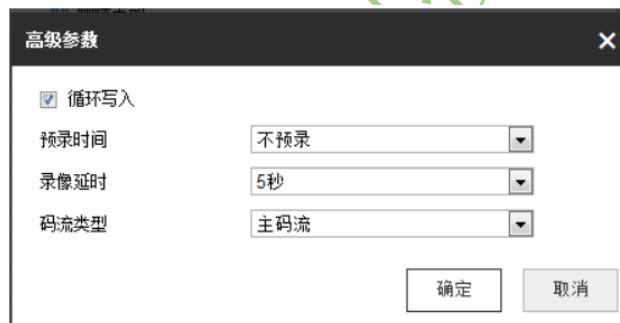 高级参数
循环写入
预录时间 不预录
录像延时 5秒
码流类型 主码流
确定 取消